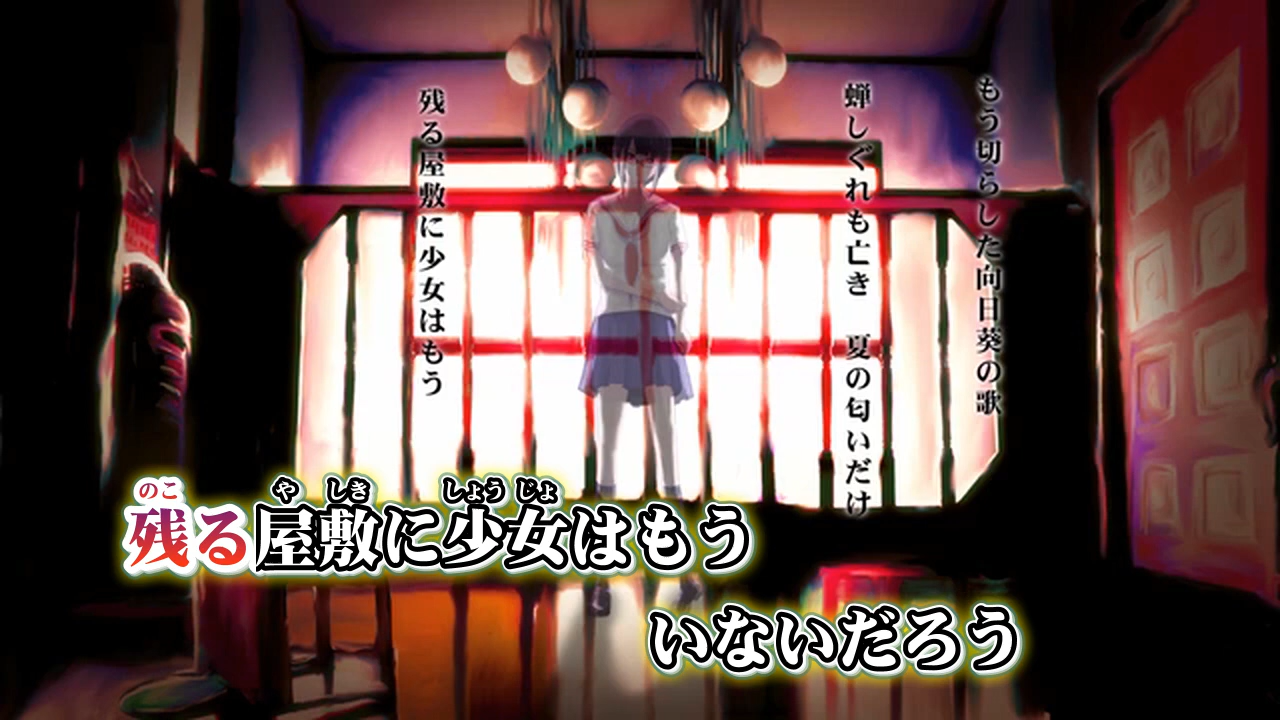 もう切らした向日葵の歌
蝉しぐれも亡き　夏の匂いだけ
残る屋敷に少女はもう
のこ　や　しき　しょう　じょ
残る屋敷に少女はもう
いないだろう